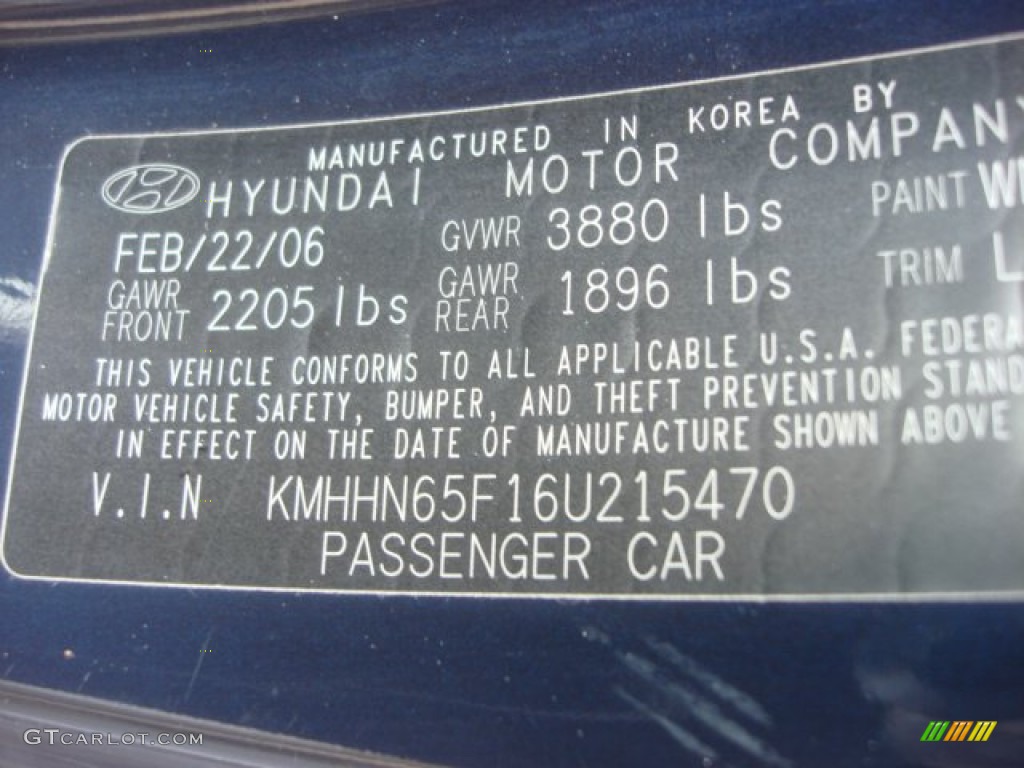 MANUFACTURED IN KOREA BY
HYUNDAI MOTOR COMPANY
FEB/22/06 GVWR 3880 lbs PAINT
GAWR FRONT 2205 lbs GAWR REAR 1896 lbs TRIM
THIS VEHICLE CONFORMS TO ALL APPLICABLE U.S.A. FEDERA
MOTOR VEHICLE SAFETY, BUMPER, AND THEFT PREVENTION STAND
IN EFFECT ON THE DATE OF MANUFACTURE SHOWN ABOVE
V.I.N KMHHN65F16U215470
PASSENGER CAR
GTCARLOT.COM